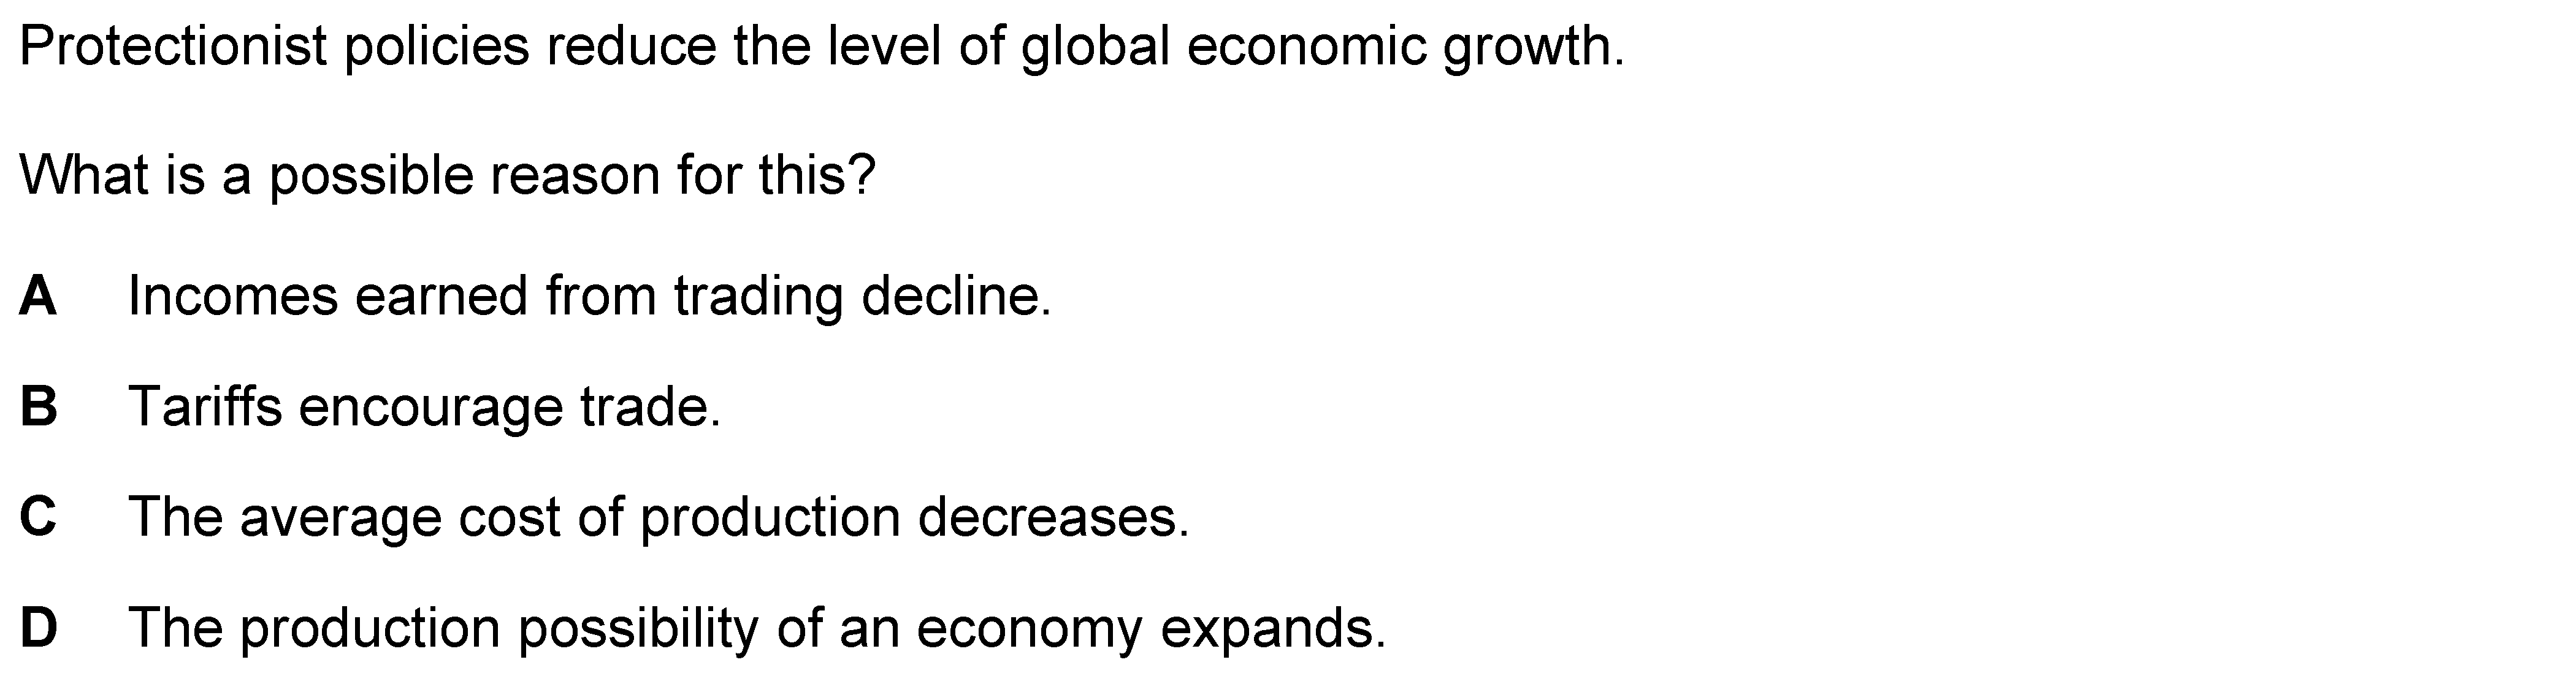 Protectionist policies reduce the level of global economic growth.
What is a possible reason for this?
A Incomes earned from trading decline.
B Tariffs encourage trade.
C The average cost of production decreases.
D The production possibility of an economy expands.